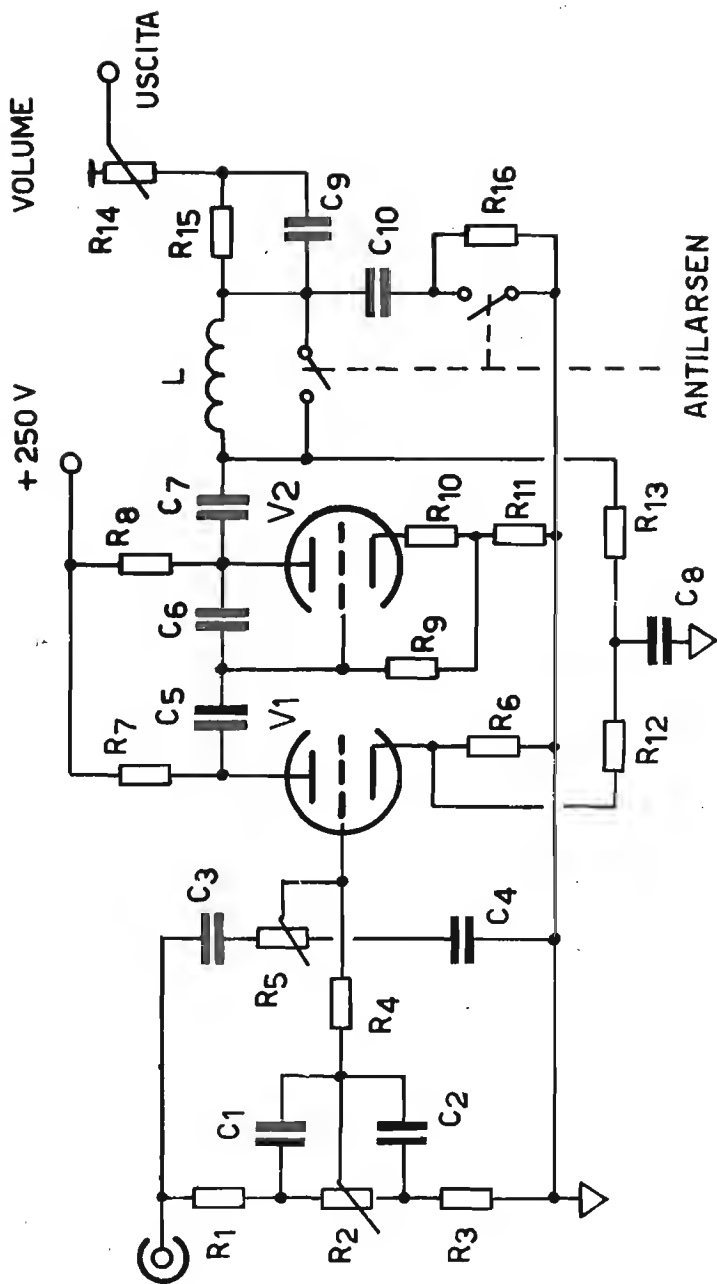 VOLUME
USCITA
R14
R15
C9
C10
R16
L
+250 V
C7
R8
V2
C6
R10
R11
R9
C5
V1
R7
R6
R13
C8
R12
ANTILARSEN
C3
R5
C4
R4
C1
C2
R1
R2
R3